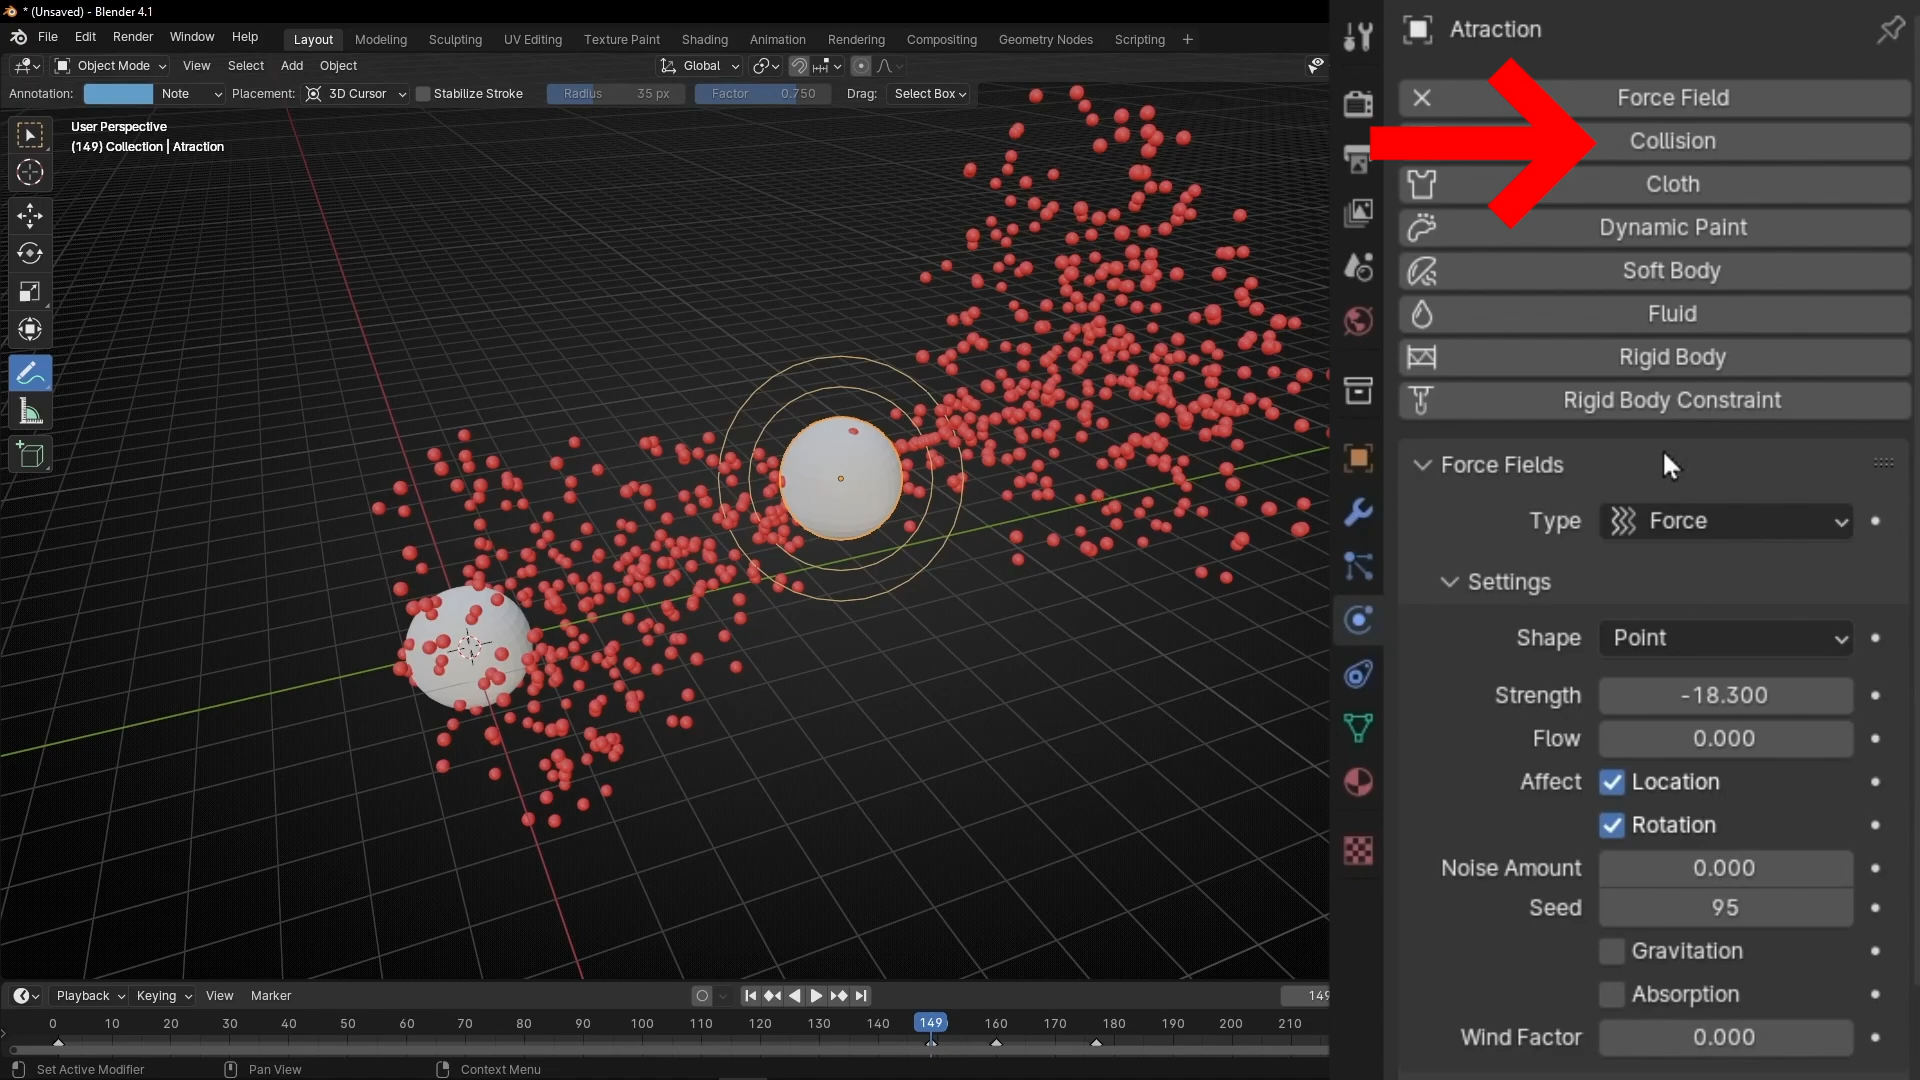 * (Unsaved) - Blender 4.1
File Edit Render Window Help Layout Modeling Sculpting UV Editing Texture Paint Shading Animation Rendering Compositing Geometry Nodes Scripting +
Object Mode View Select Add Object Global
Annotation: Note Placement: 3D Cursor Stabilize Stroke Radius 35 px Factor 0.750 Drag: Select Box
User Perspective
(149) Collection | Atraction
Atraction
Force Field
Collision
Cloth
Dynamic Paint
Soft Body
Fluid
Rigid Body
Rigid Body Constraint
Force Fields
Type Force
Settings
Shape Point
Strength -18.300
Flow 0.000
Affect Location
Rotation
Noise Amount 0.000
Seed 95
Gravitation
Absorption
Wind Factor 0.000
Playback Keying View Marker 149
0 10 20 30 40 50 60 70 80 90 100 110 120 130 140 149 160 170 180 190 200 210
Set Active Modifier Pan View Context Menu